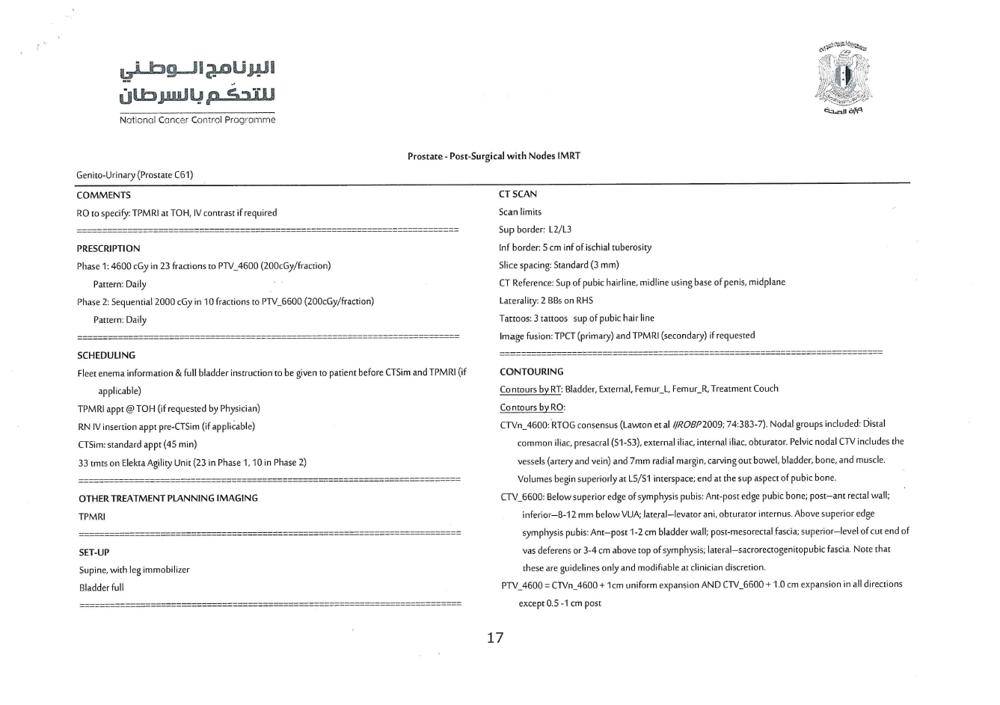 البرنامج الوطني
للتحكّم بالسرطان
National Cancer Control Programme
الجمهورية العربية السورية
وزارة الصحة
Prostate - Post-Surgical with Nodes IMRT
Genito-Urinary (Prostate C61)
COMMENTS
RO to specify: TPMRI at TOH, IV contrast if required
PRESCRIPTION
Phase 1: 4600 cGy in 23 fractions to PTV_4600 (200cGy/fraction)
Pattern: Daily
Phase 2: Sequential 2000 cGy in 10 fractions to PTV_6600 (200cGy/fraction)
Pattern: Daily
SCHEDULING
Fleet enema information & full bladder instruction to be given to patient before CTSim and TPMRI (if
applicable)
TPMRI appt @ TOH (if requested by Physician)
RN IV insertion appt pre-CTSim (if applicable)
CTSim: standard appt (45 min)
33 tmts on Elekta Agility Unit (23 in Phase 1, 10 in Phase 2)
OTHER TREATMENT PLANNING IMAGING
TPMRI
SET-UP
Supine, with leg immobilizer
Bladder full
CT SCAN
Scan limits
Sup border: L2/L3
Inf border: 5 cm inf of ischial tuberosity
Slice spacing: Standard (3 mm)
CT Reference: Sup of pubic hairline, midline using base of penis, midplane
Laterality: 2 BBs on RHS
Tattoos: 3 tattoos sup of pubic hair line
Image fusion: TPCT (primary) and TPMRI (secondary) if requested
CONTOURING
Contours by RT: Bladder, External, Femur_L, Femur_R, Treatment Couch
Contours by RO:
CTVn_4600: RTOG consensus (Lawton et al IJROBP 2009; 74:383-7). Nodal groups included: Distal
common iliac, presacral (S1-S3), external iliac, internal iliac, obturator. Pelvic nodal CTV includes the
vessels (artery and vein) and 7mm radial margin, carving out bowel, bladder, bone, and muscle.
Volumes begin superiorly at L5/S1 interspace; end at the sup aspect of pubic bone.
CTV_6600: Below superior edge of symphysis pubis: Ant-post edge pubic bone; post—ant rectal wall;
inferior—8-12 mm below VUA; lateral—levator ani, obturator internus. Above superior edge
symphysis pubis: Ant—post 1-2 cm bladder wall; post-mesorectal fascia; superior—level of cut end of
vas deferens or 3-4 cm above top of symphysis; lateral—sacrorectogenitopubic fascia. Note that
these are guidelines only and modifiable at clinician discretion.
PTV_4600 = CTVn_4600 + 1cm uniform expansion AND CTV_6600 + 1.0 cm expansion in all directions
except 0.5 -1 cm post
17